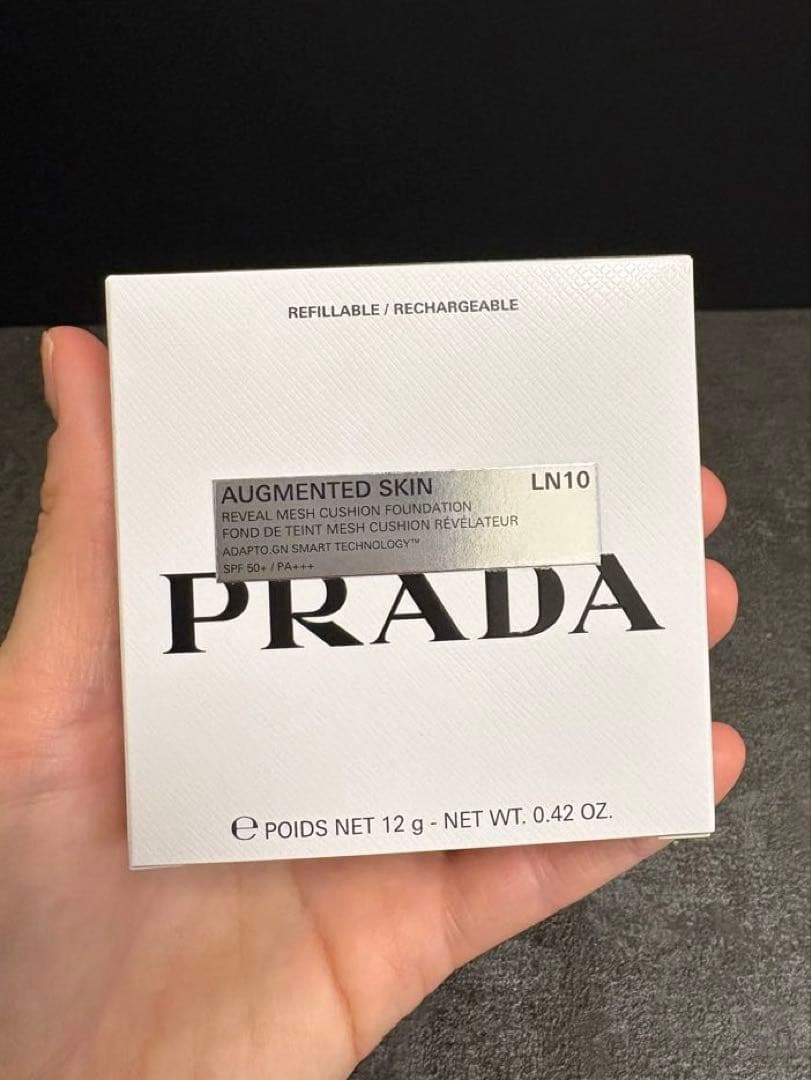 REFILLABLE / RECHARGEABLE
AUGMENTED SKIN LN10
REVEAL MESH CUSHION FOUNDATION
FOND DE TEINT MESH CUSHION RÉVÉLATEUR
ADAPTO.GN SMART TECHNOLOGY™
SPF 50+ / PA+++
PRADA
℮ POIDS NET 12 g - NET WT. 0.42 OZ.